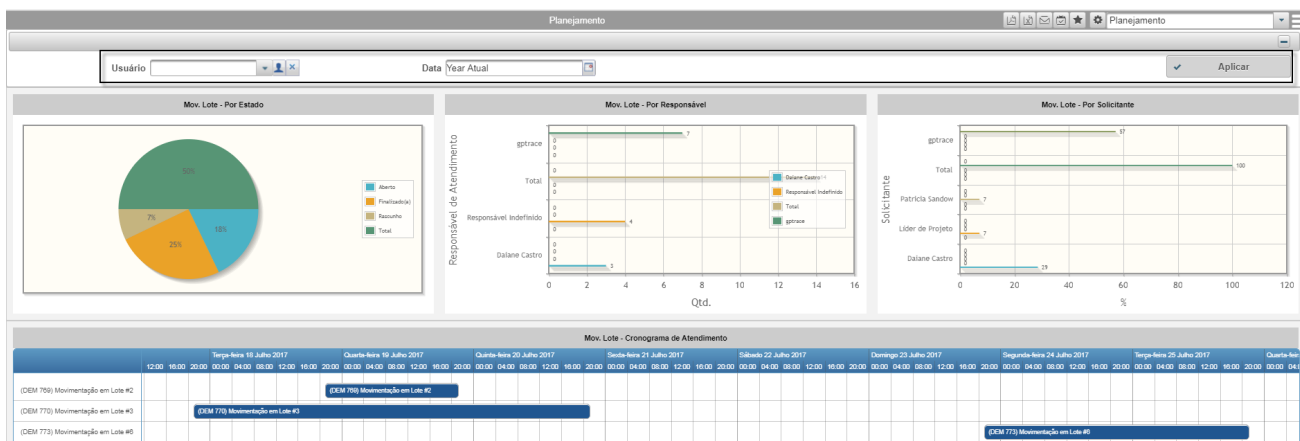 Planejamento
Planejamento
Usuário
Data Year Atual
Aplicar
Mov. Lote - Por Estado
50%
7%
18%
25%
Aberto
Finalizado(a)
Rascunho
Total
Mov. Lote - Por Responsável
Responsável de Atendimento
gptrace
7
0
0
0
Total
0
0
0
Responsável Indefinido
0
0
4
0
Daiane Castro
0
0
0
3
Daiane Castro
Responsável Indefinido
Total
gptrace
0 2 4 6 8 10 12 14 16
Qtd.
Mov. Lote - Por Solicitante
Solicitante
gptrace
57
Total
100
Patricia Sandow
7
Líder de Projeto
7
Daiane Castro
29
0 20 40 60 80 100 120
%
Mov. Lote - Cronograma de Atendimento
Terça-feira 18 Julho 2017 Quarta-feira 19 Julho 2017 Quinta-feira 20 Julho 2017 Sexta-feira 21 Julho 2017 Sábado 22 Julho 2017 Domingo 23 Julho 2017 Segunda-feira 24 Julho 2017 Terça-feira 25 Julho 2017
12:00 16:00 20:00 00:00 04:00 08:00 12:00 16:00 20:00 00:00 04:00 08:00 12:00 16:00 20:00 00:00 04:00 08:00 12:00 16:00 20:00 00:00 04:00 08:00 12:00 16:00 20:00 00:00 04:00 08:00 12:00 16:00 20:00 00:00 04:00 08:00 12:00 16:00 20:00 00:00 04:00 08:00 12:00 16:00 20:00 00:00 04:00 08:00 12:00 16:00 20:00 00:00
(DEM 769) Movimentação em Lote #2 (DEM 769) Movimentação em Lote #2
(DEM 770) Movimentação em Lote #3 (DEM 770) Movimentação em Lote #3
(DEM 773) Movimentação em Lote #6 (DEM 773) Movimentação em Lote #6